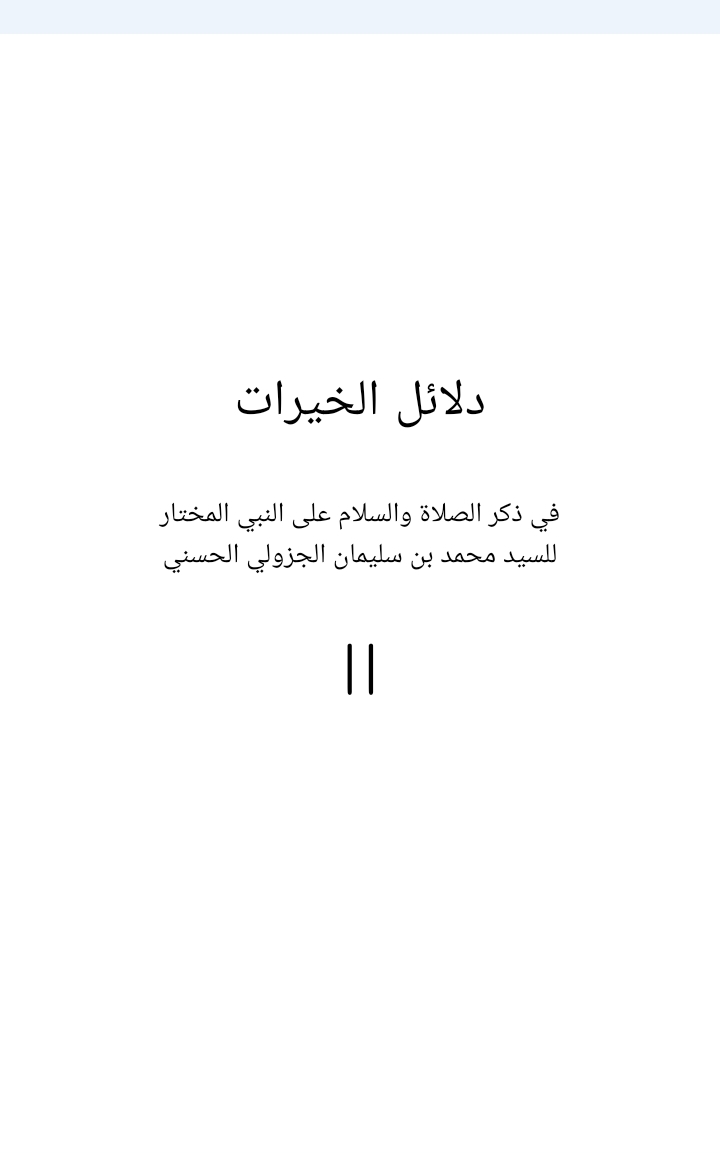 دلائل الخيرات
في ذكر الصلاة والسلام على النبي المختار
للسيد محمد بن سليمان الجزولي الحسني